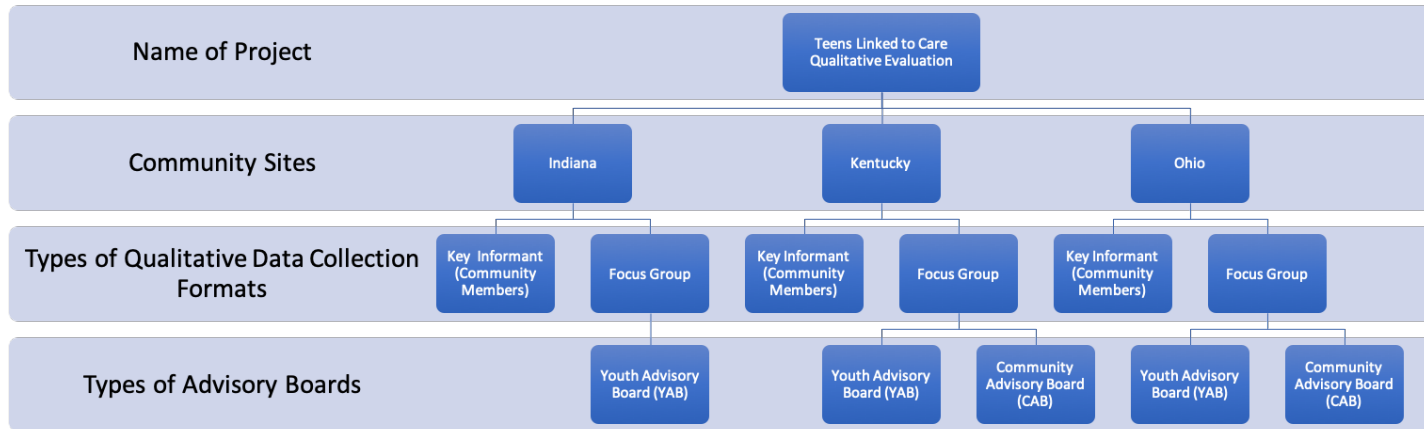 Name of Project
Teens Linked to Care
Qualitative Evaluation
Community Sites
Indiana
Kentucky
Ohio
Types of Qualitative Data Collection
Formats
Key Informant
(Community
Members)
Focus Group
Key Informant
(Community
Members)
Focus Group
Key Informant
(Community
Members)
Focus Group
Types of Advisory Boards
Youth Advisory
Board (YAB)
Youth Advisory
Board (YAB)
Community
Advisory Board
(CAB)
Youth Advisory
Board (YAB)
Community
Advisory Board
(CAB)